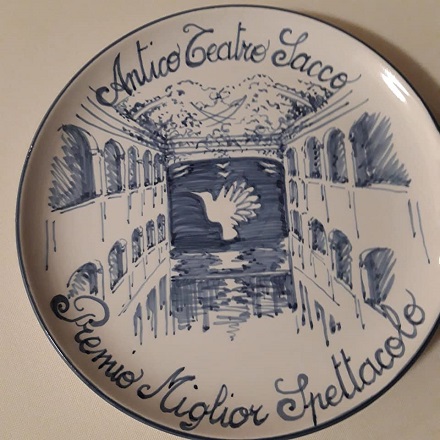 Antico Teatro Sacco
Premio Miglior Spettacolo